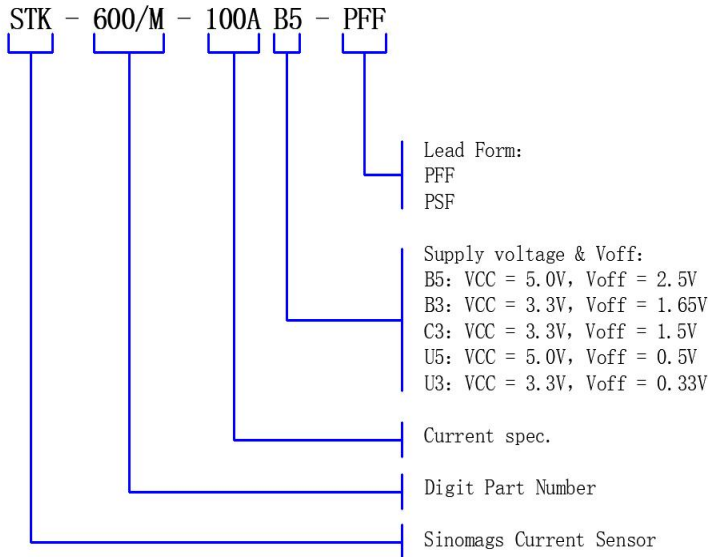 STK - 600/M - 100A B5 - PFF
Lead Form:
PFF
PSF
Supply voltage & Voff:
B5: VCC = 5.0V, Voff = 2.5V
B3: VCC = 3.3V, Voff = 1.65V
C3: VCC = 3.3V, Voff = 1.5V
U5: VCC = 5.0V, Voff = 0.5V
U3: VCC = 3.3V, Voff = 0.33V
Current spec.
Digit Part Number
Sinomags Current Sensor